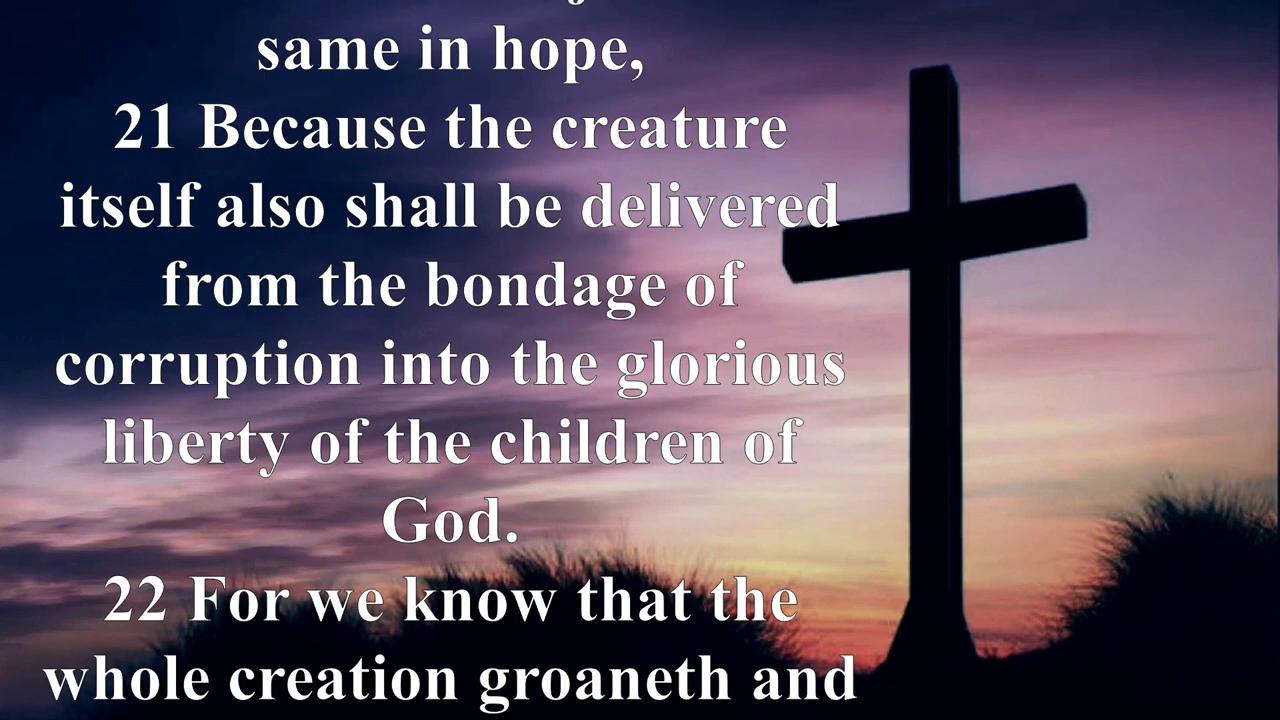 same in hope,
21 Because the creature
itself also shall be delivered
from the bondage of
corruption into the glorious
liberty of the children of
God.
22 For we know that the
whole creation groaneth and